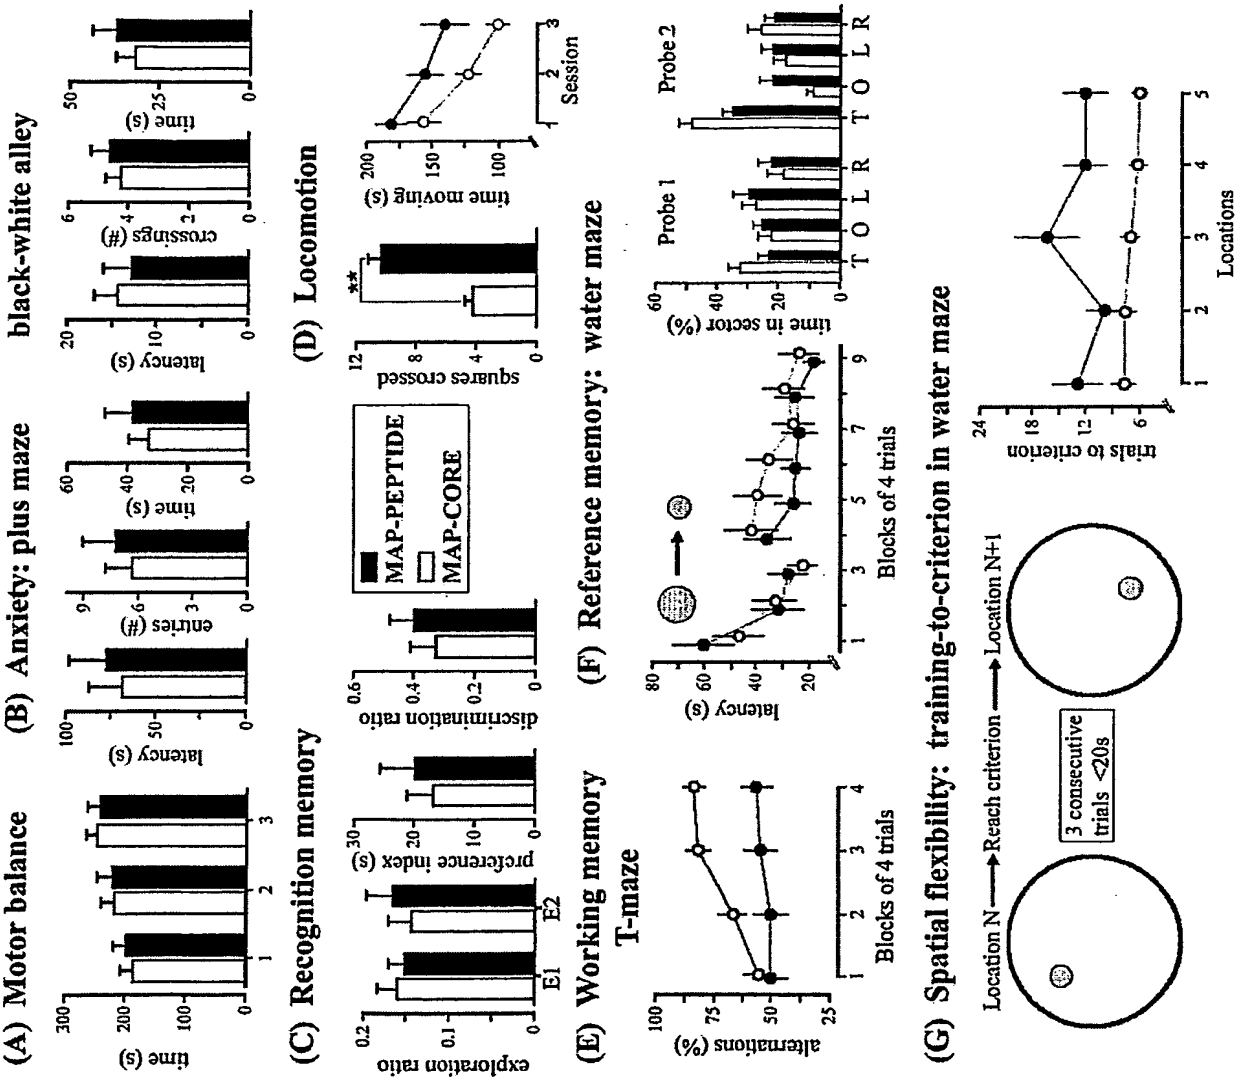 (A) Motor balance
time (s)
300
200
100
0
1
2
3
(B) Anxiety: plus maze
latency (s)
100
50
0
entries (#)
9
6
3
0
time (s)
60
40
20
0
black-white alley
latency (s)
20
10
0
crossings (#)
6
4
2
0
time (s)
50
25
0
(C) Recognition memory
exploration ratio
0.2
0.1
0
E1
E2
preference index (s)
30
20
10
0
discrimination ratio
0.6
0.4
0.2
0
MAP-PEPTIDE
MAP-CORE
(D) Locomotion
squares crossed
12
8
4
0
**
time moving (s)
200
150
100
1
2
3
Session
(E) Working memory
T-maze
alternations (%)
100
75
50
25
1
2
3
4
Blocks of 4 trials
(F) Reference memory: water maze
latency (s)
80
60
40
20
1
3
5
7
9
Blocks of 4 trials
time in sector (%)
60
40
20
0
Probe 1
T O L R
Probe 2
T O L R
(G) Spatial flexibility: training-to-criterion in water maze
Location N
Reach criterion
Location N+1
3 consecutive
trials <20s
trials to criterion
24
18
12
6
1
2
3
4
5
Locations